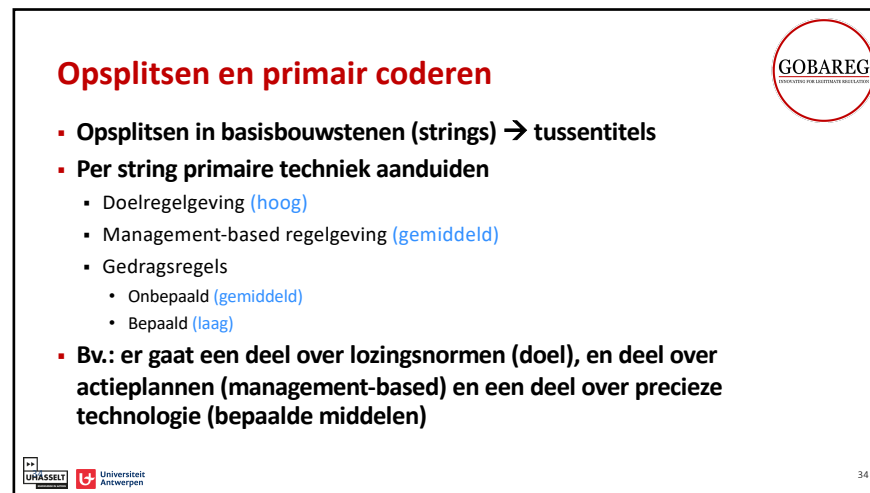 Opsplitsen en primair coderen
GOBAREG
INNOVATING FOR LEGITIMATE REGULATION
▪ Opsplitsen in basisbouwstenen (strings) → tussentitels
▪ Per string primaire techniek aanduiden
▪ Doelregelgeving (hoog)
▪ Management-based regelgeving (gemiddeld)
▪ Gedragsregels
• Onbepaald (gemiddeld)
• Bepaald (laag)
▪ Bv.: er gaat een deel over lozingsnormen (doel), en deel over
actieplannen (management-based) en een deel over precieze
technologie (bepaalde middelen)
UHASSELT
Universiteit
Antwerpen
34